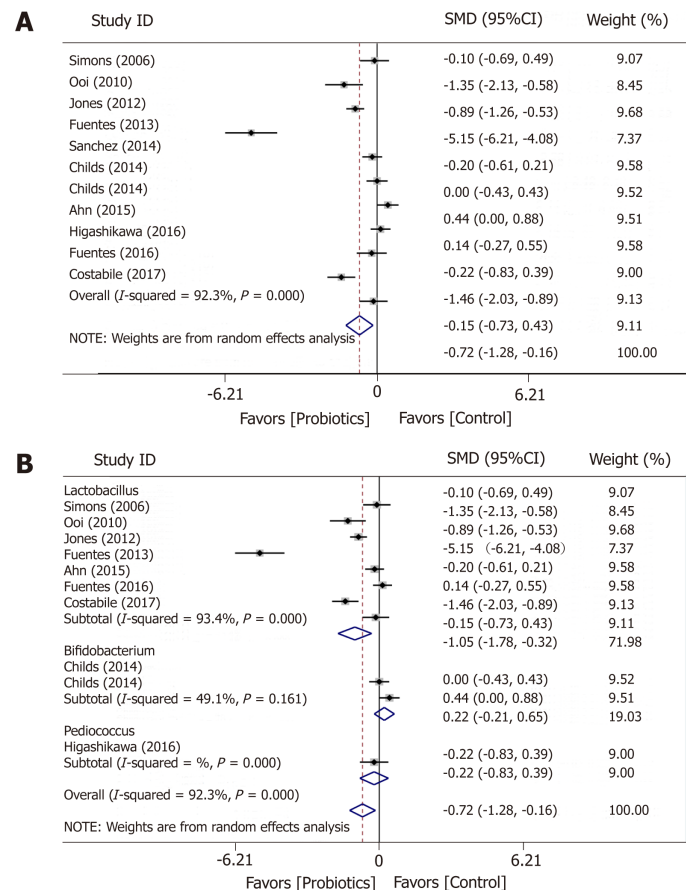 A
Study ID SMD (95%CI) Weight (%)
Simons (2006) -0.10 (-0.69, 0.49) 9.07
Ooi (2010) -1.35 (-2.13, -0.58) 8.45
Jones (2012) -0.89 (-1.26, -0.53) 9.68
Fuentes (2013) -5.15 (-6.21, -4.08) 7.37
Sanchez (2014) -0.20 (-0.61, 0.21) 9.58
Childs (2014) 0.00 (-0.43, 0.43) 9.52
Childs (2014) 0.44 (0.00, 0.88) 9.51
Ahn (2015) 0.14 (-0.27, 0.55) 9.58
Higashikawa (2016) -0.22 (-0.83, 0.39) 9.00
Fuentes (2016) -1.46 (-2.03, -0.89) 9.13
Costabile (2017) -0.15 (-0.73, 0.43) 9.11
Overall (I-squared = 92.3%, P = 0.000) -0.72 (-1.28, -0.16) 100.00
NOTE: Weights are from random effects analysis
-6.21 0 6.21
Favors [Probiotics] Favors [Control]
B
Study ID SMD (95%CI) Weight (%)
Lactobacillus -0.10 (-0.69, 0.49) 9.07
Simons (2006) -1.35 (-2.13, -0.58) 8.45
Ooi (2010) -0.89 (-1.26, -0.53) 9.68
Jones (2012) -5.15 （-6.21, -4.08） 7.37
Fuentes (2013) -0.20 (-0.61, 0.21) 9.58
Ahn (2015) 0.14 (-0.27, 0.55) 9.58
Fuentes (2016) -1.46 (-2.03, -0.89) 9.13
Costabile (2017) -0.15 (-0.73, 0.43) 9.11
Subtotal (I-squared = 93.4%, P = 0.000) -1.05 (-1.78, -0.32) 71.98
Bifidobacterium
Childs (2014) 0.00 (-0.43, 0.43) 9.52
Childs (2014) 0.44 (0.00, 0.88) 9.51
Subtotal (I-squared = 49.1%, P = 0.161) 0.22 (-0.21, 0.65) 19.03
Pediococcus
Higashikawa (2016) -0.22 (-0.83, 0.39) 9.00
Subtotal (I-squared = %, P = 0.000) -0.22 (-0.83, 0.39) 9.00
Overall (I-squared = 92.3%, P = 0.000) -0.72 (-1.28, -0.16) 100.00
NOTE: Weights are from random effects analysis
-6.21 0 6.21
Favors [Probiotics] Favors [Control]